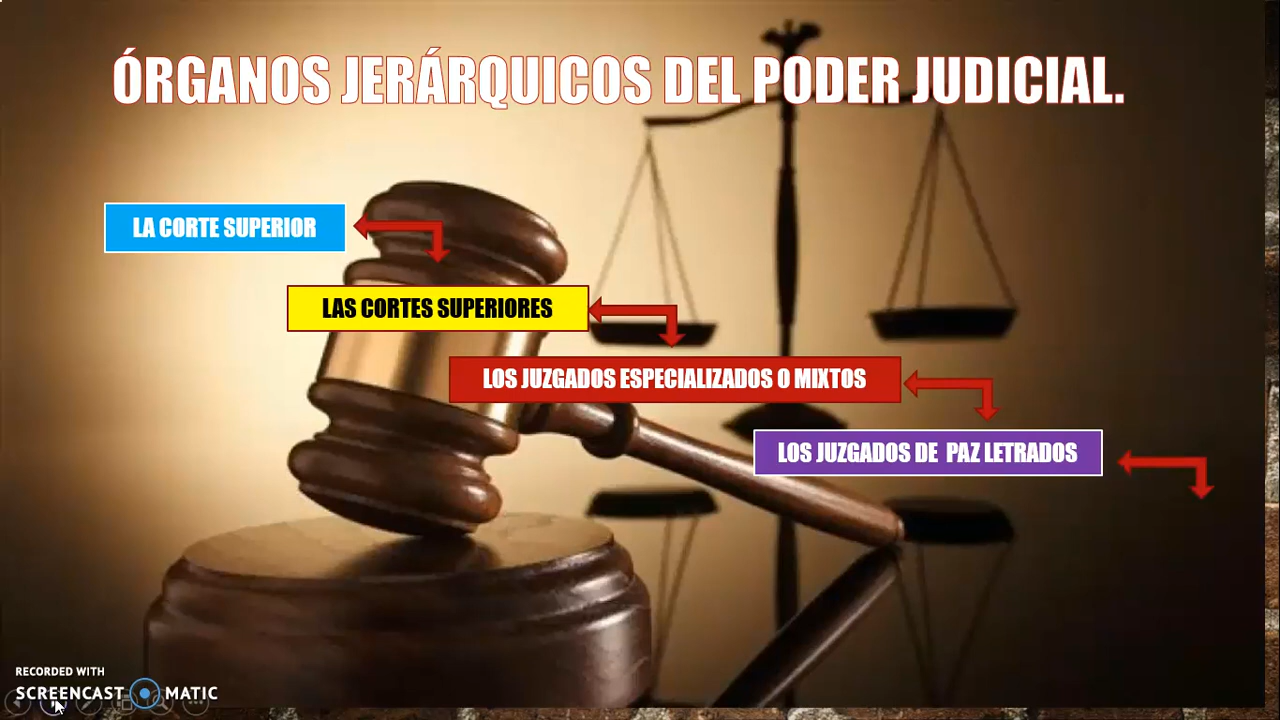 ÓRGANOS JERÁRQUICOS DEL PODER JUDICIAL.
LA CORTE SUPERIOR
LAS CORTES SUPERIORES
LOS JUZGADOS ESPECIALIZADOS O MIXTOS
LOS JUZGADOS DE PAZ LETRADOS
RECORDED WITH
SCREENCAST MATIC